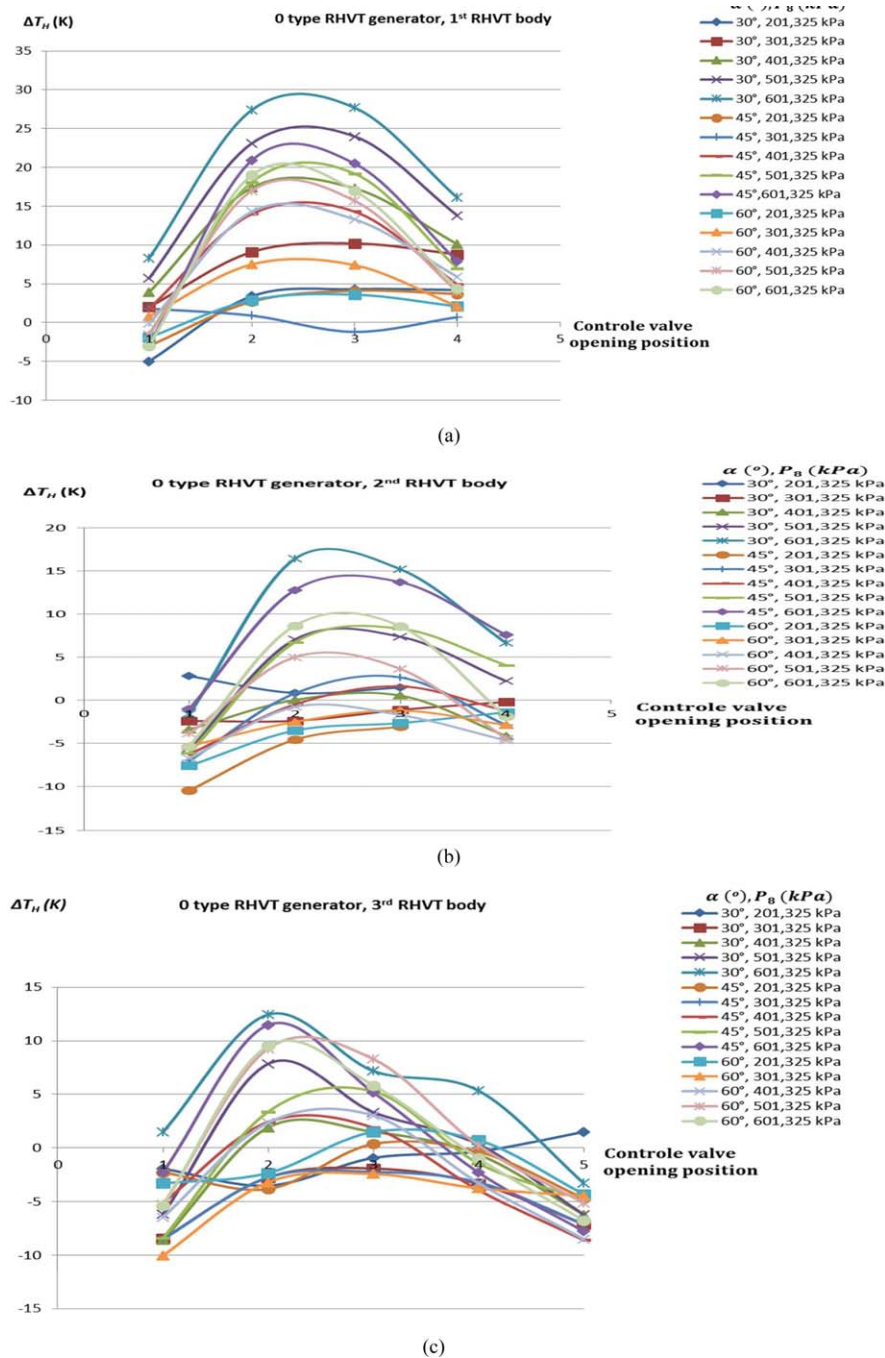 ΔT_H (K)
0 type RHVT generator, 1st RHVT body
α (°), P₈ (kPa)
30°, 201,325 kPa
30°, 301,325 kPa
30°, 401,325 kPa
30°, 501,325 kPa
30°, 601,325 kPa
45°, 201,325 kPa
45°, 301,325 kPa
45°, 401,325 kPa
45°, 501,325 kPa
45°,601,325 kPa
60°, 201,325 kPa
60°, 301,325 kPa
60°, 401,325 kPa
60°, 501,325 kPa
60°, 601,325 kPa
35
30
25
20
15
10
5
0
-5
-10
0 1 2 3 4 5
Controle valve
opening position
(a)
ΔT_H (K)
0 type RHVT generator, 2nd RHVT body
α (°), P₈ (kPa)
30°, 201,325 kPa
30°, 301,325 kPa
30°, 401,325 kPa
30°, 501,325 kPa
30°, 601,325 kPa
45°, 201,325 kPa
45°, 301,325 kPa
45°, 401,325 kPa
45°, 501,325 kPa
45°, 601,325 kPa
60°, 201,325 kPa
60°, 301,325 kPa
60°, 401,325 kPa
60°, 501,325 kPa
60°, 601,325 kPa
20
15
10
5
0
-5
-10
-15
0 1 2 3 4 5
Controle valve
opening position
(b)
ΔT_H (K)
0 type RHVT generator, 3rd RHVT body
α (°), P₈ (kPa)
30°, 201,325 kPa
30°, 301,325 kPa
30°, 401,325 kPa
30°, 501,325 kPa
30°, 601,325 kPa
45°, 201,325 kPa
45°, 301,325 kPa
45°, 401,325 kPa
45°, 501,325 kPa
45°, 601,325 kPa
60°, 201,325 kPa
60°, 301,325 kPa
60°, 401,325 kPa
60°, 501,325 kPa
60°, 601,325 kPa
15
10
5
0
-5
-10
-15
0 1 2 3 4 5
Controle valve
opening position
(c)